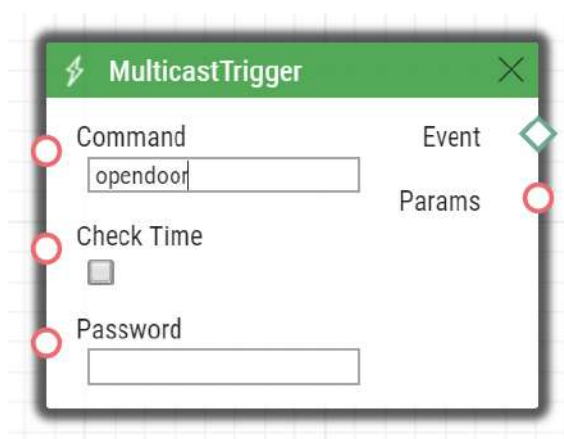 MulticastTrigger
Command Event
opendoor
Params
Check Time
Password